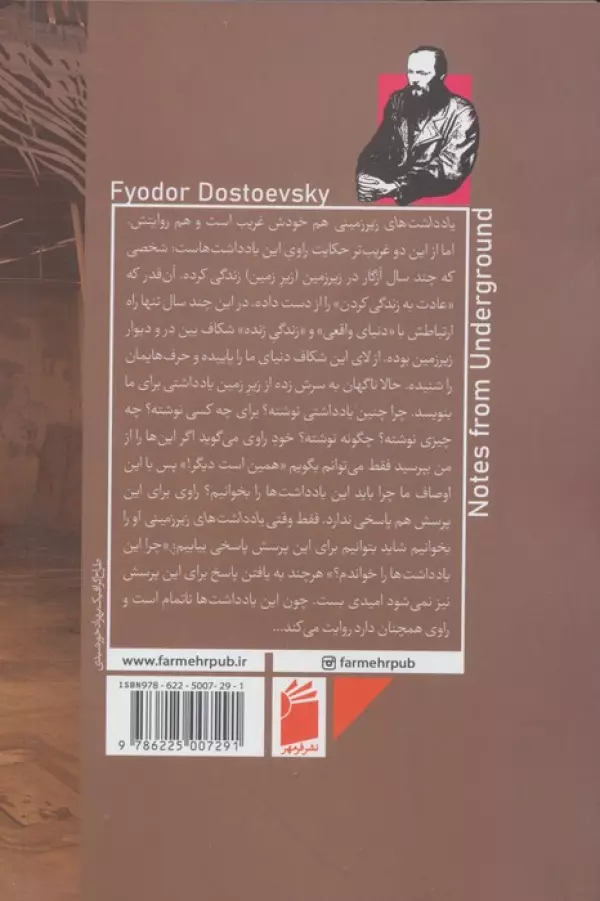 Fyodor Dostoevsky
Notes from Underground
یادداشت‌های زیرزمینی هم خودش غریب است و هم روایتش.
اما از این دو غریب‌تر حکایت راوی این یادداشت‌هاست: شخصی
که چند سال آزگار در زیرزمین (زیرِ زمین) زندگی کرده. آن‌قدر که
«عادت به زندگی کردن» را از دست داده. در این چند سال تنها راه
ارتباطش با «دنیای واقعی» و «زندگیِ زنده» شکاف بین در و دیوار
زیرزمین بوده. از لای این شکاف دنیای ما را پاییده و حرف‌هایمان
را شنیده. حالا ناگهان به سرش زده از زیرِ زمین یادداشتی برای ما
بنویسد. چرا چنین یادداشتی نوشته؟ برای چه کسی نوشته؟ چه
چیزی نوشته؟ چگونه نوشته؟ خودِ راوی می‌گوید اگر این‌ها را از
من بپرسید فقط می‌توانم بگویم «همین است دیگر!» پس با این
اوصاف ما چرا باید این یادداشت‌ها را بخوانیم؟ راوی برای این
پرسش هم پاسخی ندارد. فقط وقتی یادداشت‌های زیرزمینی او را
بخوانیم شاید بتوانیم برای این پرسش پاسخی بیابیم: «چرا این
یادداشت‌ها را خواندم؟» هرچند به یافتن پاسخ برای این پرسش
نیز نمی‌شود امیدی بست. چون این یادداشت‌ها ناتمام است و
راوی همچنان دارد روایت می‌کند...
www.farmehrpub.ir
farmehrpub
ISBN978-622-5007-29-1
9 786225 007291
نشر فرمهر